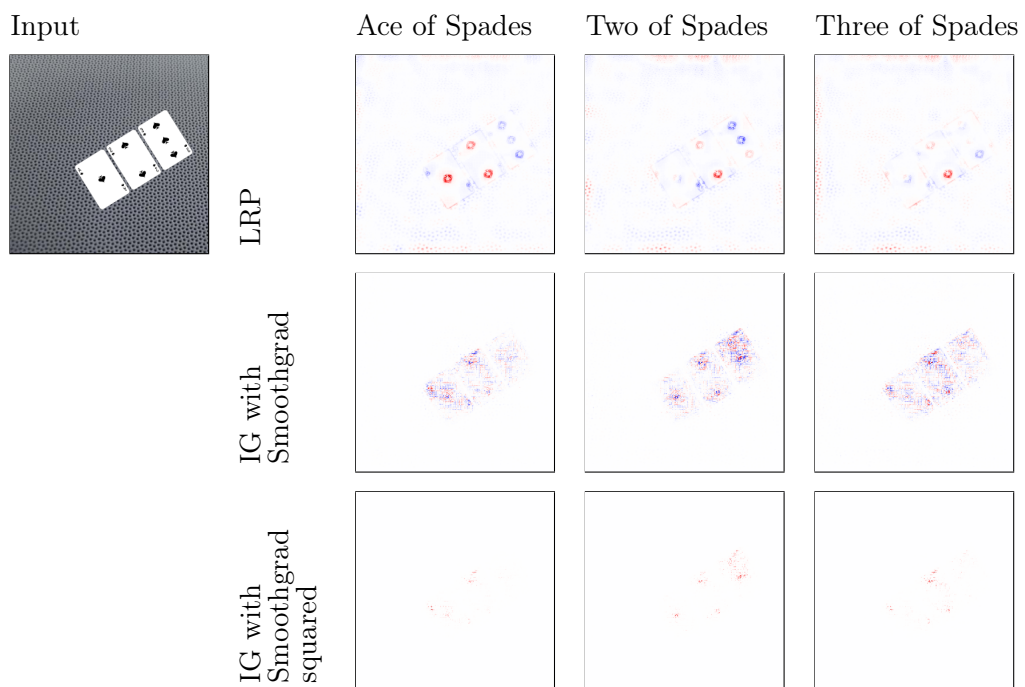 Input
Ace of Spades
Two of Spades
Three of Spades
LRP
IG with
Smoothgrad
IG with
Smoothgrad
squared